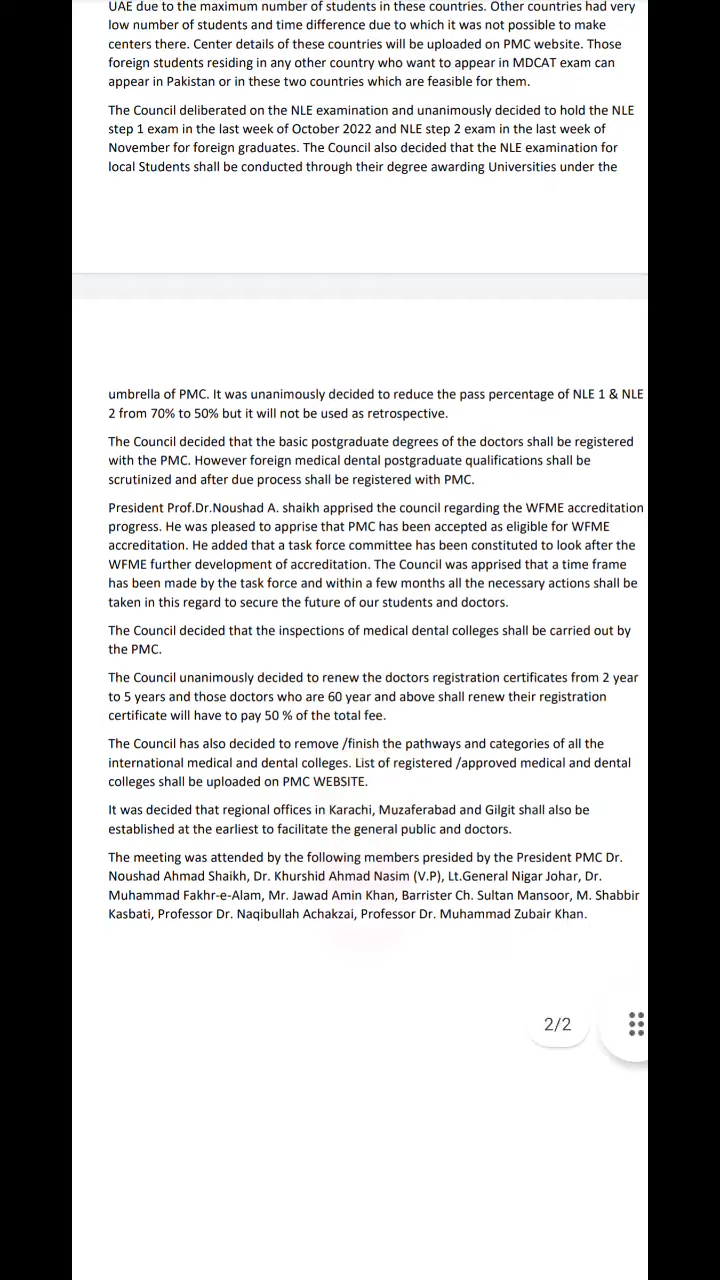 UAE due to the maximum number of students in these countries. Other countries had very
low number of students and time difference due to which it was not possible to make
centers there. Center details of these countries will be uploaded on PMC website. Those
foreign students residing in any other country who want to appear in MDCAT exam can
appear in Pakistan or in these two countries which are feasible for them.
The Council deliberated on the NLE examination and unanimously decided to hold the NLE
step 1 exam in the last week of October 2022 and NLE step 2 exam in the last week of
November for foreign graduates. The Council also decided that the NLE examination for
local Students shall be conducted through their degree awarding Universities under the
umbrella of PMC. It was unanimously decided to reduce the pass percentage of NLE 1 & NLE
2 from 70% to 50% but it will not be used as retrospective.
The Council decided that the basic postgraduate degrees of the doctors shall be registered
with the PMC. However foreign medical dental postgraduate qualifications shall be
scrutinized and after due process shall be registered with PMC.
President Prof.Dr.Noushad A. shaikh apprised the council regarding the WFME accreditation
progress. He was pleased to apprise that PMC has been accepted as eligible for WFME
accreditation. He added that a task force committee has been constituted to look after the
WFME further development of accreditation. The Council was apprised that a time frame
has been made by the task force and within a few months all the necessary actions shall be
taken in this regard to secure the future of our students and doctors.
The Council decided that the inspections of medical dental colleges shall be carried out by
the PMC.
The Council unanimously decided to renew the doctors registration certificates from 2 year
to 5 years and those doctors who are 60 year and above shall renew their registration
certificate will have to pay 50 % of the total fee.
The Council has also decided to remove /finish the pathways and categories of all the
international medical and dental colleges. List of registered /approved medical and dental
colleges shall be uploaded on PMC WEBSITE.
It was decided that regional offices in Karachi, Muzaferabad and Gilgit shall also be
established at the earliest to facilitate the general public and doctors.
The meeting was attended by the following members presided by the President PMC Dr.
Noushad Ahmad Shaikh, Dr. Khurshid Ahmad Nasim (V.P), Lt.General Nigar Johar, Dr.
Muhammad Fakhr-e-Alam, Mr. Jawad Amin Khan, Barrister Ch. Sultan Mansoor, M. Shabbir
Kasbati, Professor Dr. Naqibullah Achakzai, Professor Dr. Muhammad Zubair Khan.
2/2